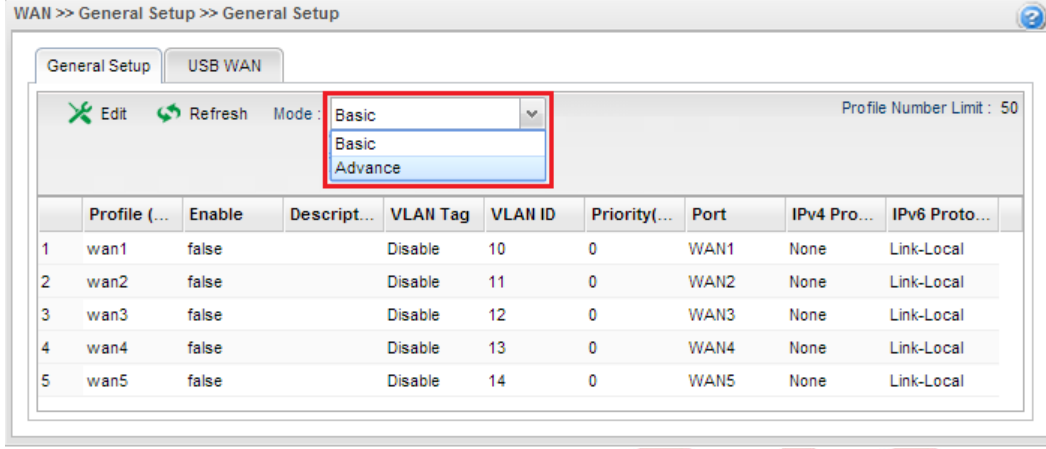 WAN >> General Setup >> General Setup
General Setup
USB WAN
Edit Refresh Mode : Basic Profile Number Limit : 50
Basic
Advance
Profile (... Enable Descript... VLAN Tag VLAN ID Priority(... Port IPv4 Pro... IPv6 Proto...
1 wan1 false Disable 10 0 WAN1 None Link-Local
2 wan2 false Disable 11 0 WAN2 None Link-Local
3 wan3 false Disable 12 0 WAN3 None Link-Local
4 wan4 false Disable 13 0 WAN4 None Link-Local
5 wan5 false Disable 14 0 WAN5 None Link-Local